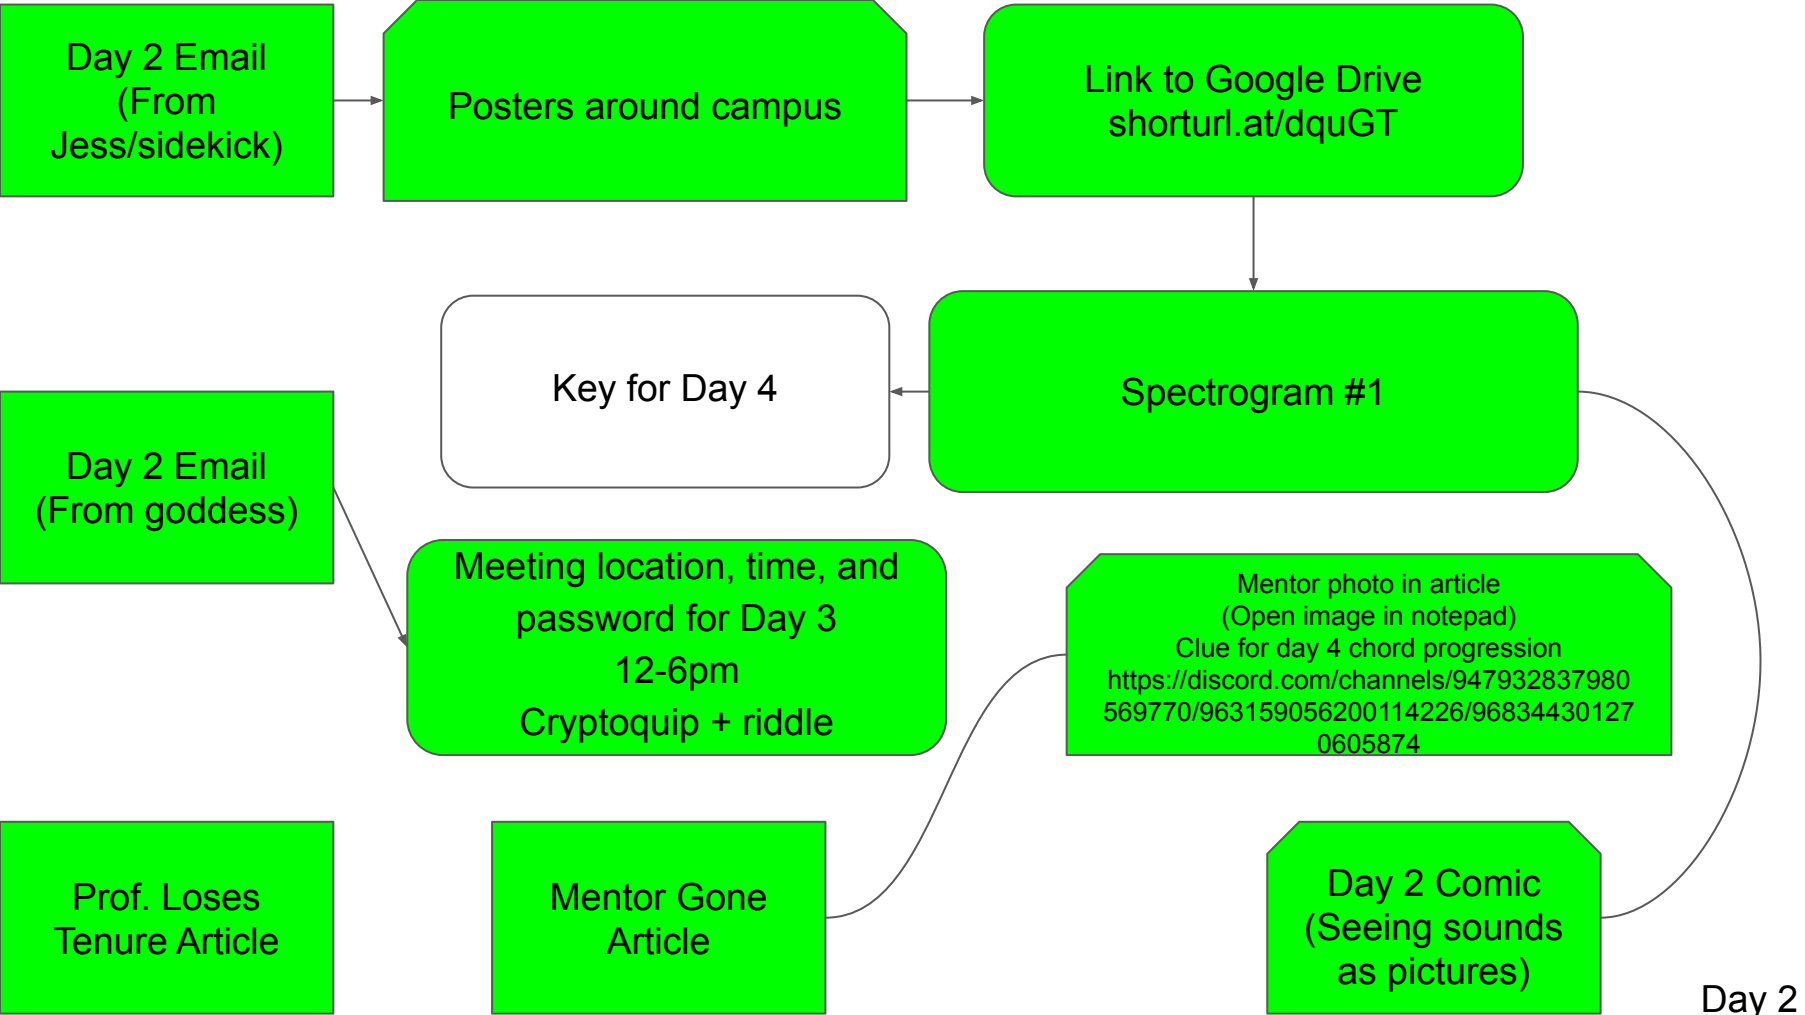 Day 2 Email
(From
Jess/sidekick)
Posters around campus
Link to Google Drive
shorturl.at/dquGT
Key for Day 4
Spectrogram #1
Day 2 Email
(From goddess)
Meeting location, time, and
password for Day 3
12-6pm
Cryptoquip + riddle
Mentor photo in article
(Open image in notepad)
Clue for day 4 chord progression
https://discord.com/channels/947932837980
569770/963159056200114226/96834430127
0605874
Prof. Loses
Tenure Article
Mentor Gone
Article
Day 2 Comic
(Seeing sounds
as pictures)
Day 2